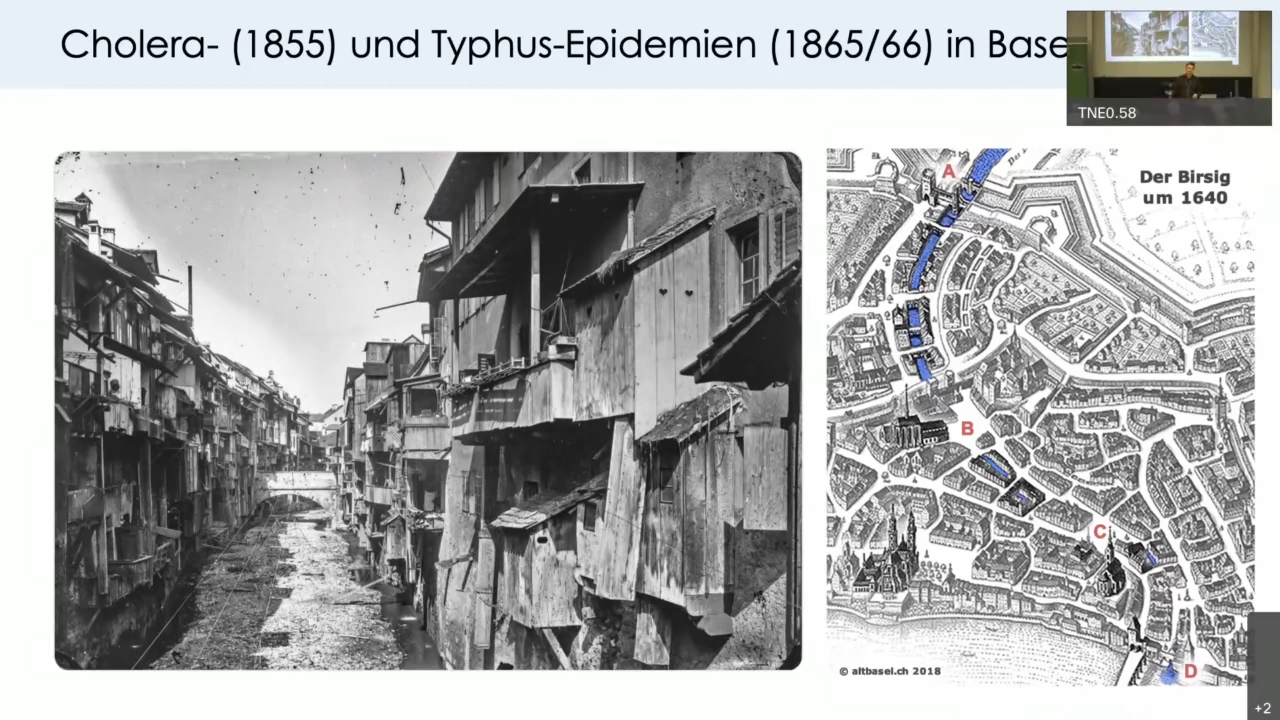 Cholera- (1855) und Typhus-Epidemien (1865/66) in Base
TNE0.58
Der Birsig
um 1640
A
B
C
D
© altbasel.ch 2018
+2